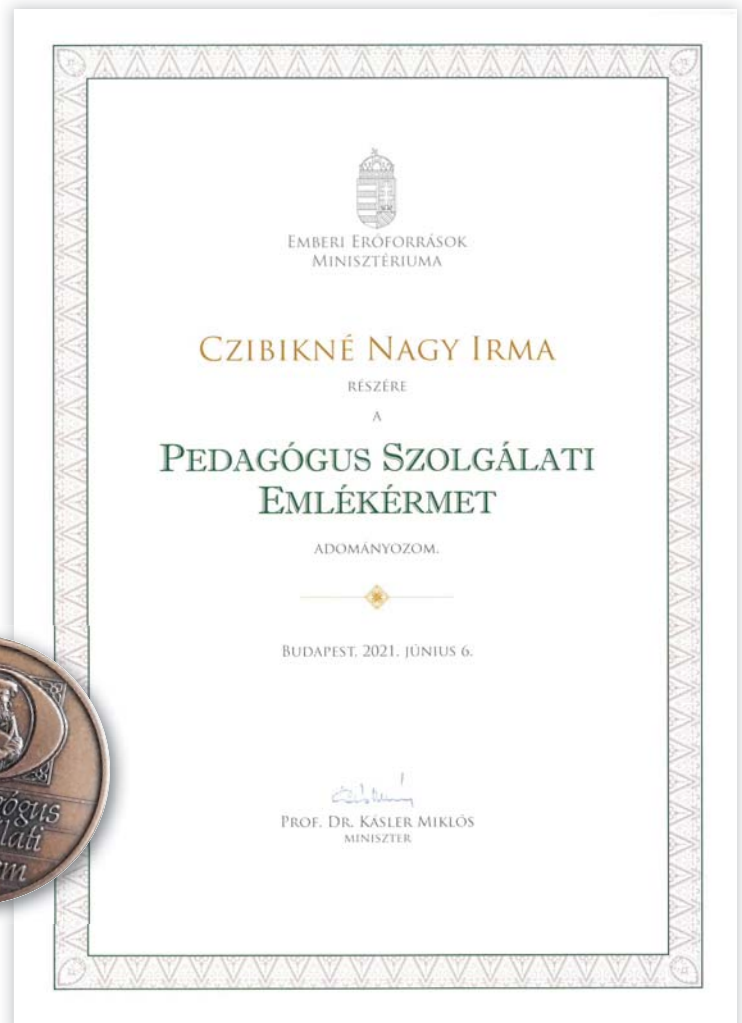 EMBERI ERŐFORRÁSOK
MINISZTÉRIUMA
CZIBIKNÉ NAGY IRMA
RÉSZÉRE
A
PEDAGÓGUS SZOLGÁLATI
EMLÉKÉRMET
ADOMÁNYOZOM.
BUDAPEST, 2021. JÚNIUS 6.
PROF. DR. KÁSLER MIKLÓS
MINISZTER